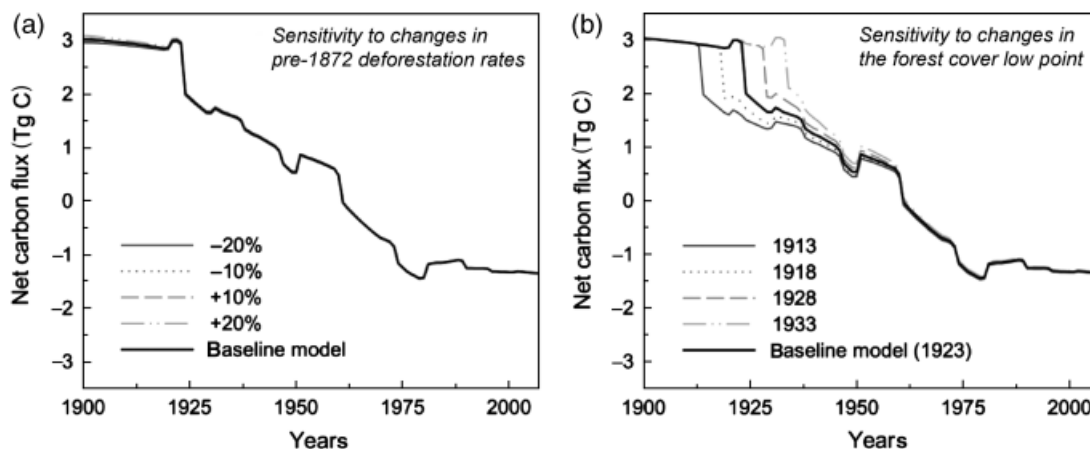 (a)
Sensitivity to changes in
pre-1872 deforestation rates
Net carbon flux (Tg C)
3
2
1
0
–1
–2
–3
–20%
–10%
+10%
+20%
Baseline model
1900 1925 1950 1975 2000
Years
(b)
Sensitivity to changes in
the forest cover low point
Net carbon flux (Tg C)
3
2
1
0
–1
–2
–3
1913
1918
1928
1933
Baseline model (1923)
1900 1925 1950 1975 2000
Years